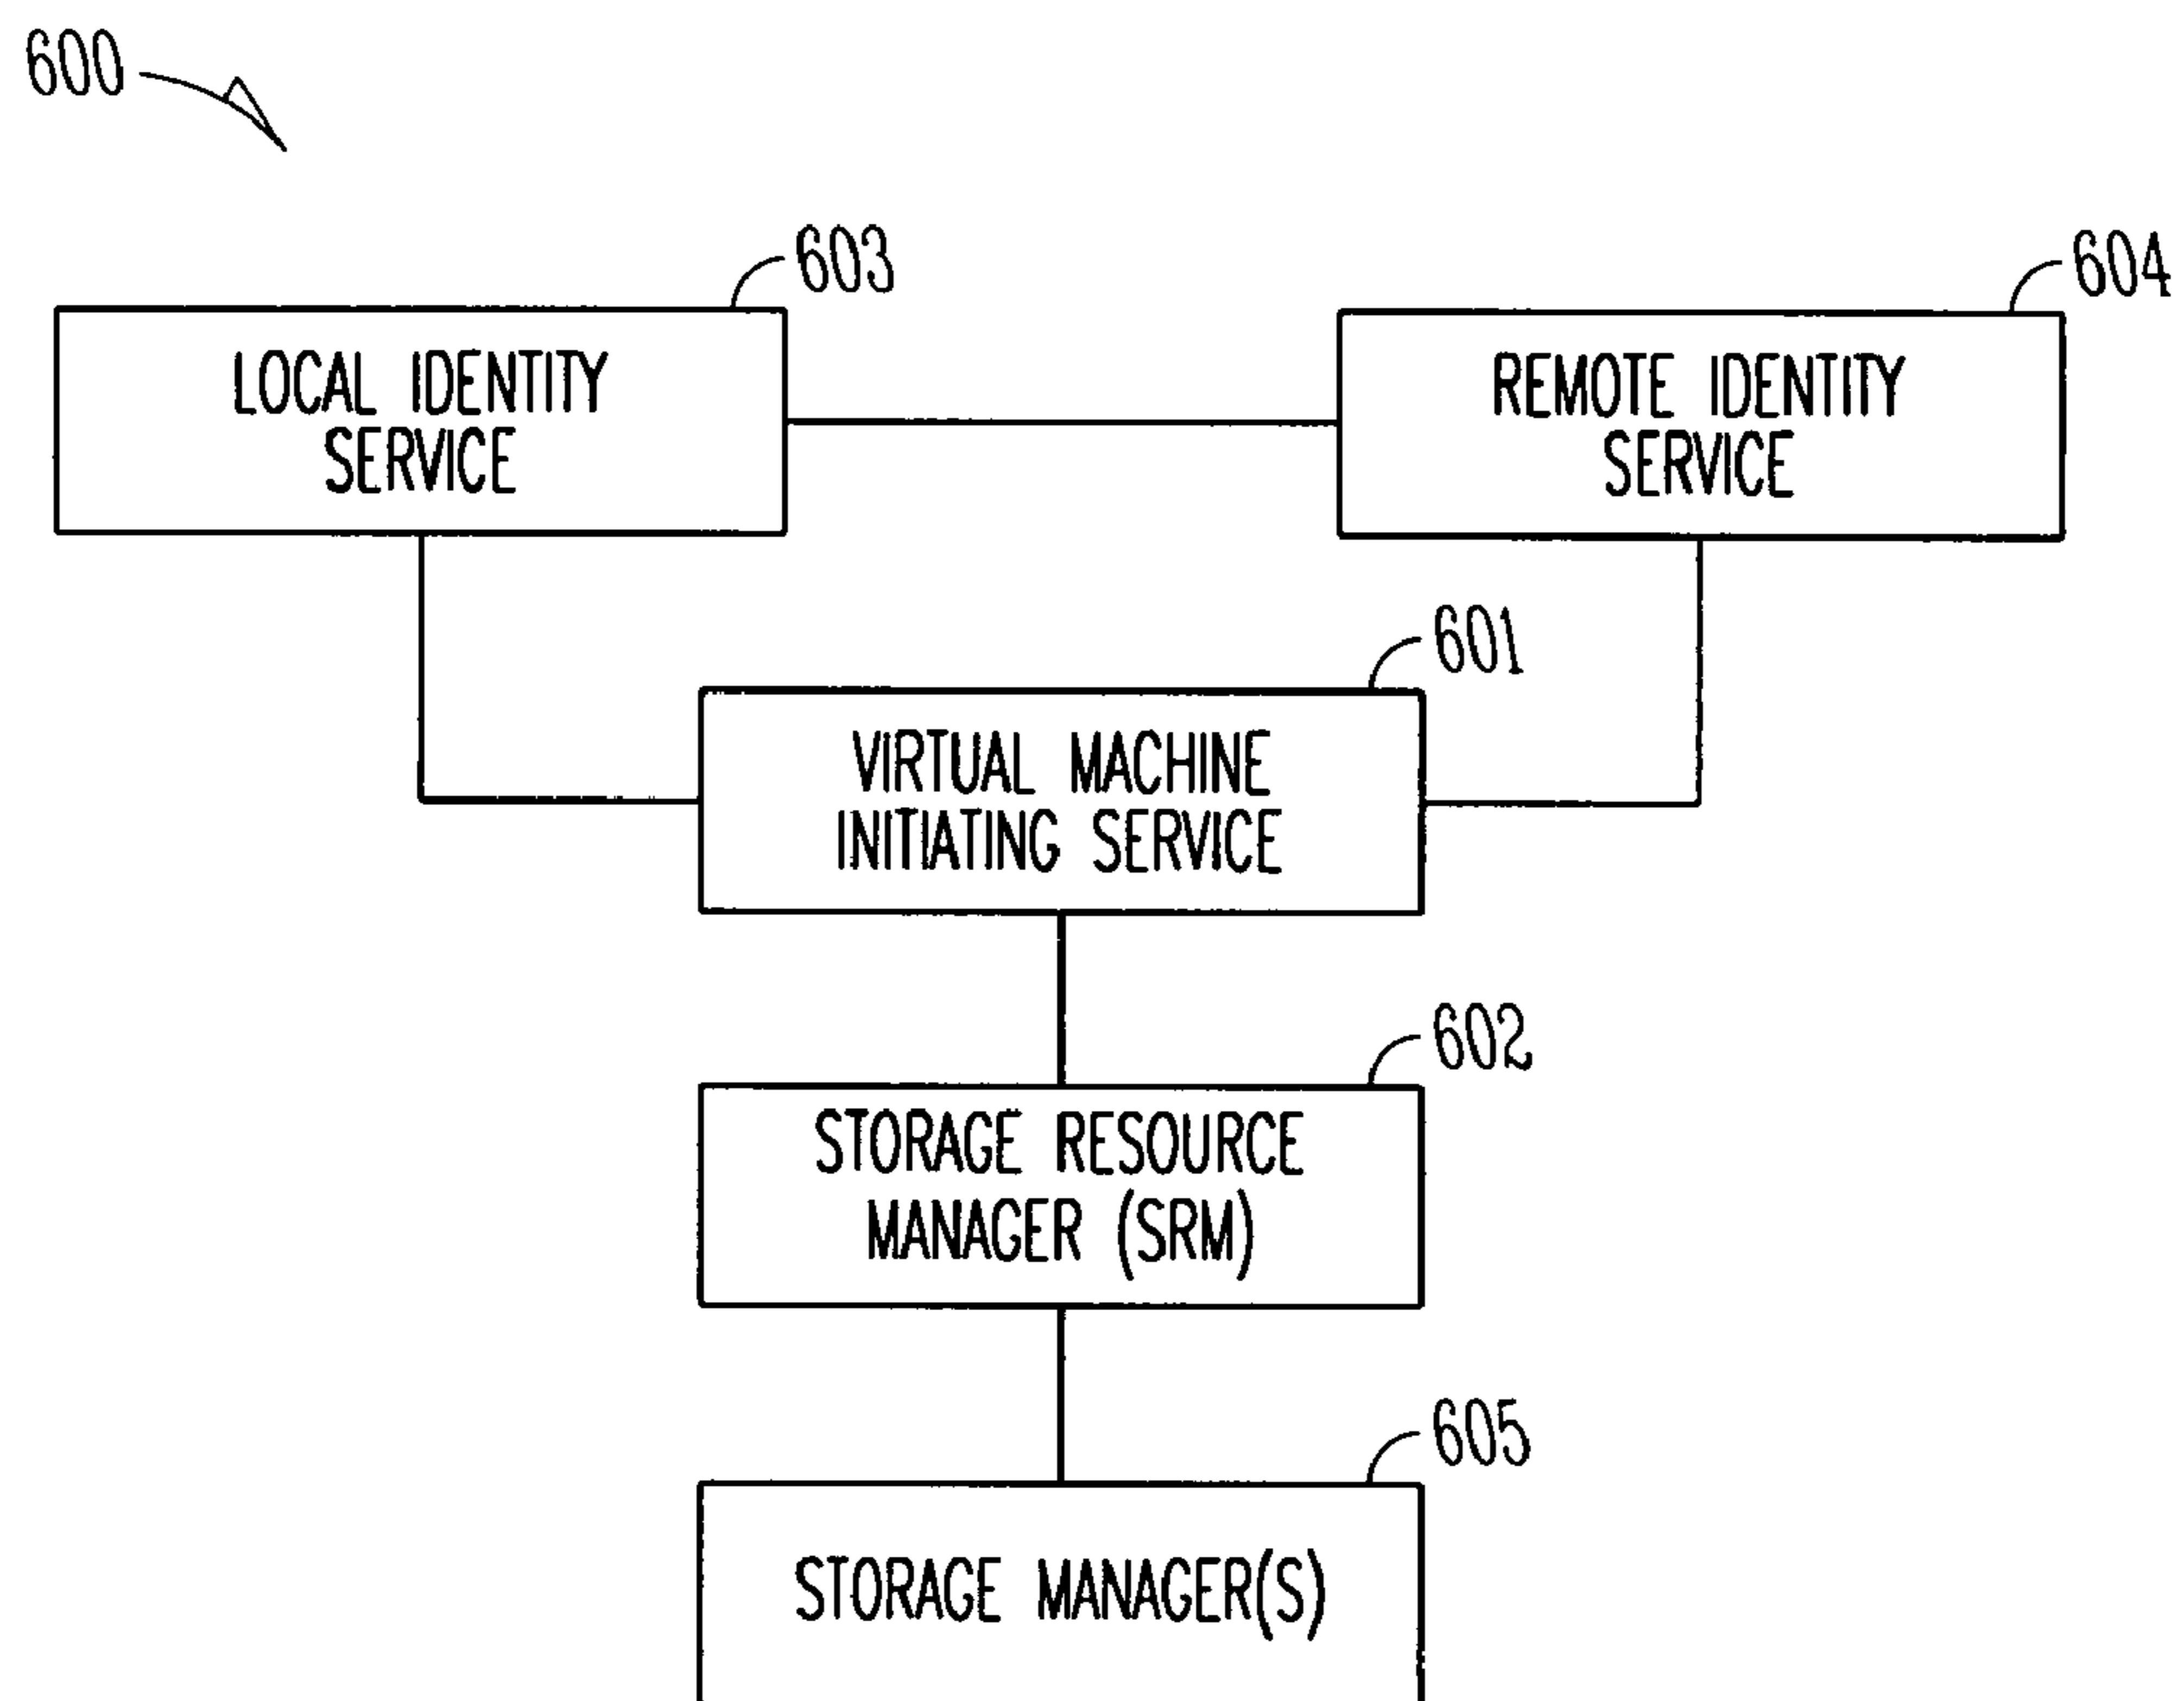 600
603
604
LOCAL IDENTITY
SERVICE
REMOTE IDENTITY
SERVICE
601
VIRTUAL MACHINE
INITIATING SERVICE
602
STORAGE RESOURCE
MANAGER (SRM)
605
STORAGE MANAGER(S)